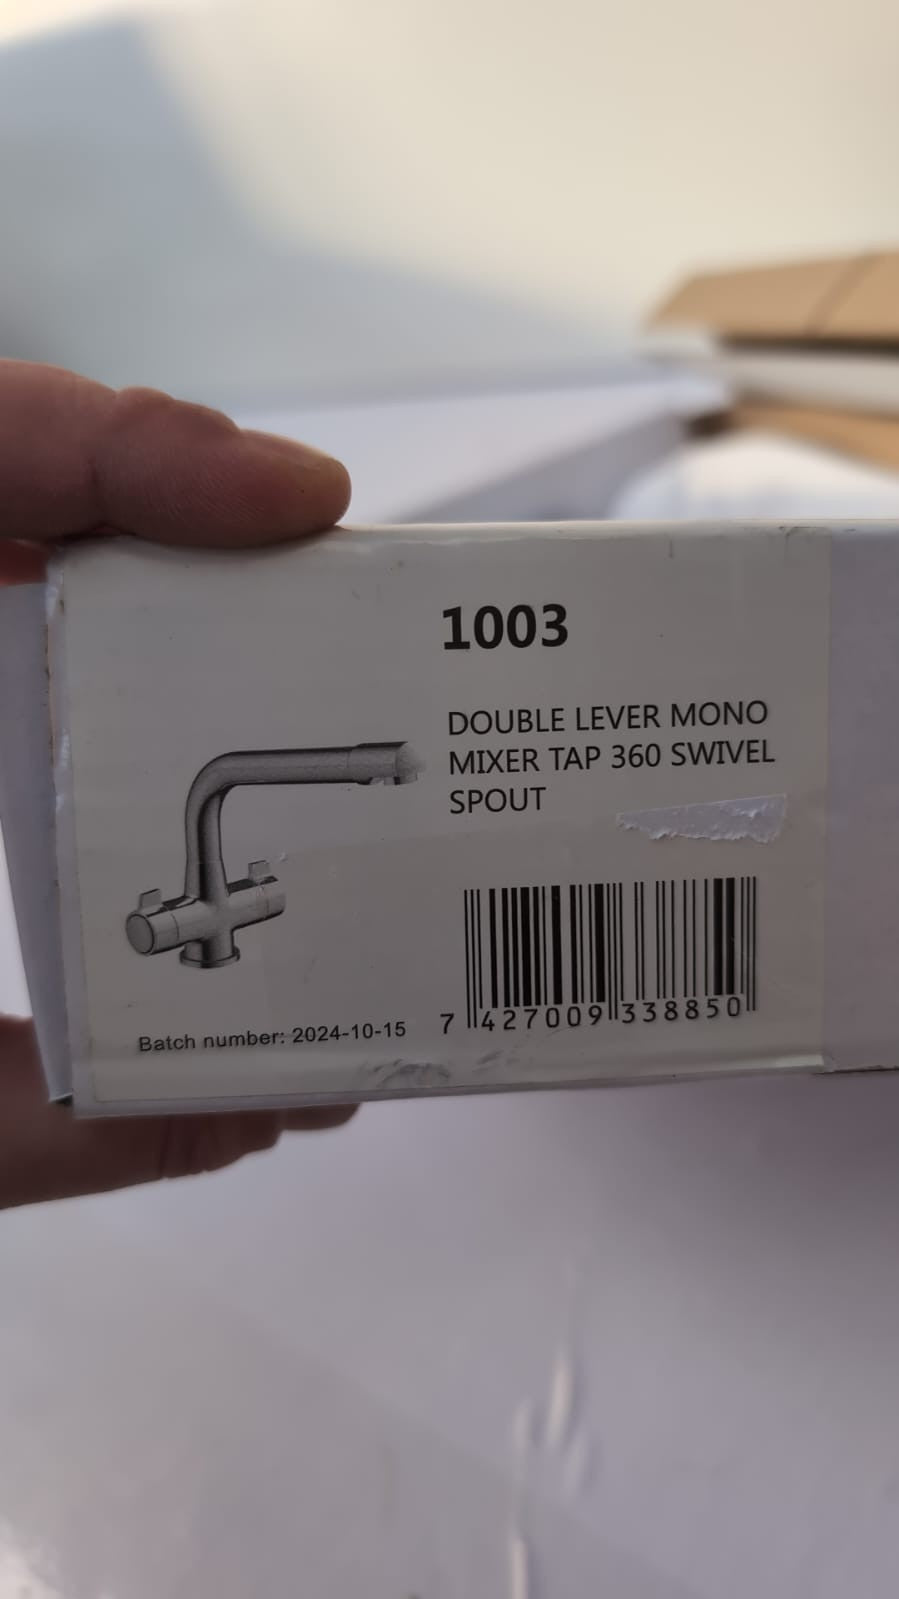 1003
DOUBLE LEVER MONO
MIXER TAP 360 SWIVEL
SPOUT
Batch number: 2024-10-15
7 427009 338850